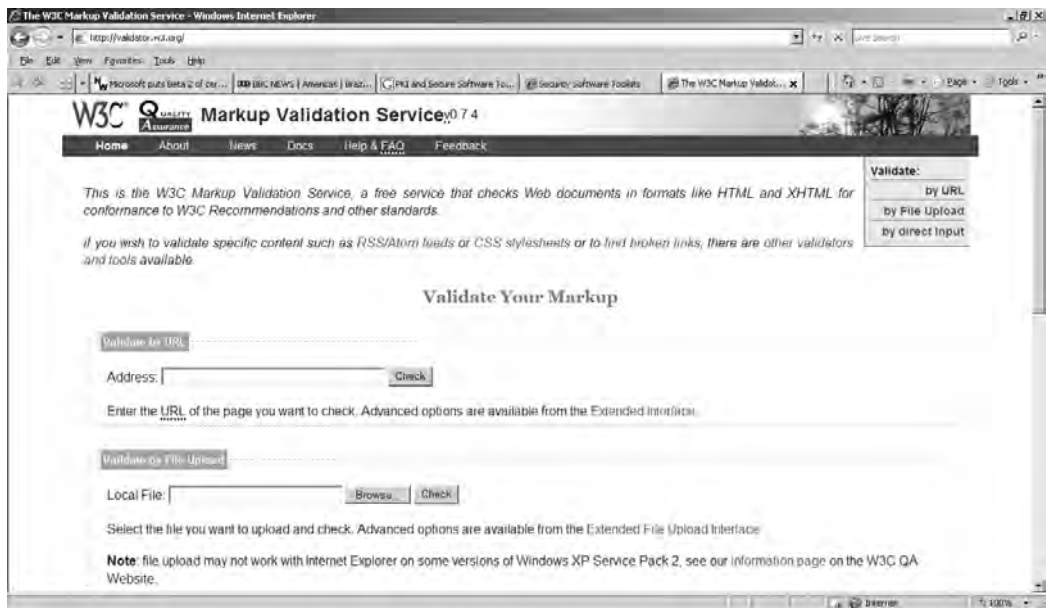 The W3C Markup Validation Service - Windows Internet Explorer
http://validator.w3.org/
Live Search
File Edit View Favorites Tools Help
Microsoft puts Beta 2 of cer... BBC NEWS | Americas | Braz... PKI and Secure Software To... Security Software Toolkits The W3C Markup Validat... x Page Tools
W3C® QUALITY Assurance Markup Validation Service v0.7.4
Home About News Docs Help & FAQ Feedback
Validate:
by URL
by File Upload
by direct Input
This is the W3C Markup Validation Service, a free service that checks Web documents in formats like HTML and XHTML for
conformance to W3C Recommendations and other standards.
If you wish to validate specific content such as RSS/Atom feeds or CSS stylesheets or to find broken links, there are other validators
and tools available.
Validate Your Markup
Validate by URL
Address: Check
Enter the URL of the page you want to check. Advanced options are available from the Extended Interface.
Validate by File Upload
Local File: Browse... Check
Select the file you want to upload and check. Advanced options are available from the Extended File Upload Interface
Note: file upload may not work with Internet Explorer on some versions of Windows XP Service Pack 2, see our information page on the W3C QA
Website.
Internet 100%